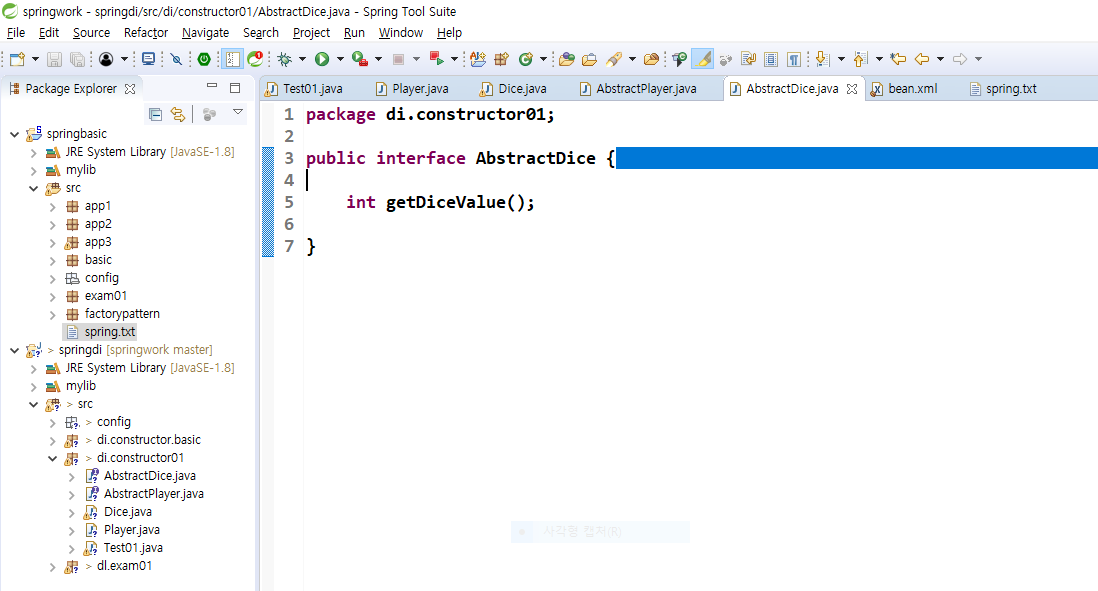 springwork - springdi/src/di/constructor01/AbstractDice.java - Spring Tool Suite
File Edit Source Refactor Navigate Search Project Run Window Help
Package Explorer
Test01.java Player.java Dice.java AbstractPlayer.java AbstractDice.java bean.xml spring.txt
springbasic
JRE System Library [JavaSE-1.8]
mylib
src
app1
app2
app3
basic
config
exam01
factorypattern
spring.txt
> springdi [springwork master]
JRE System Library [JavaSE-1.8]
mylib
> src
> config
> di.constructor.basic
> di.constructor01
AbstractDice.java
AbstractPlayer.java
Dice.java
Player.java
Test01.java
> dl.exam01
1 package di.constructor01;
2
3 public interface AbstractDice {
4
5 int getDiceValue();
6
7 }
사각형 캡처(R)